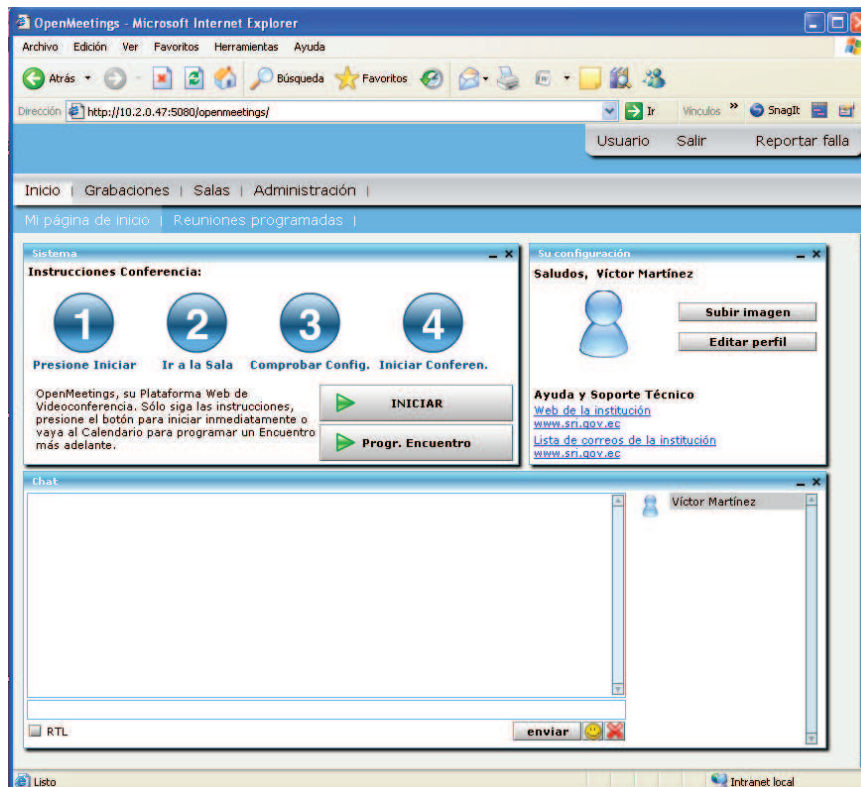 OpenMeetings - Microsoft Internet Explorer
Archivo Edición Ver Favoritos Herramientas Ayuda
Atrás Búsqueda Favoritos
Dirección http://10.2.0.47:5080/openmeetings/ Ir Vínculos » SnagIt
Usuario Salir Reportar falla
Inicio | Grabaciones | Salas | Administración |
Mi página de inicio | Reuniones programadas |
Sistema
Instrucciones Conferencia:
1 2 3 4
Presione Iniciar Ir a la Sala Comprobar Config. Iniciar Conferen.
OpenMeetings, su Plataforma Web de
Videoconferencia. Sólo siga las instrucciones,
presione el botón para iniciar inmediatamente o
vaya al Calendario para programar un Encuentro
más adelante.
INICIAR
Progr. Encuentro
Su configuración
Saludos, Víctor Martínez
Subir imagen
Editar perfil
Ayuda y Soporte Técnico
Web de la institución
www.sri.gov.ec
Lista de correos de la institución
www.sri.gov.ec
Chat
Víctor Martínez
RTL
enviar
Listo
Intranet local